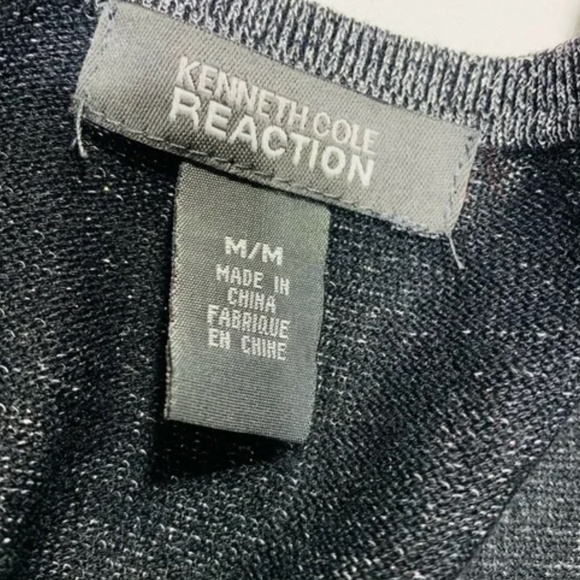 KENNETH COLE
REACTION
M/M
MADE IN
CHINA
FABRIQUE
EN CHINE